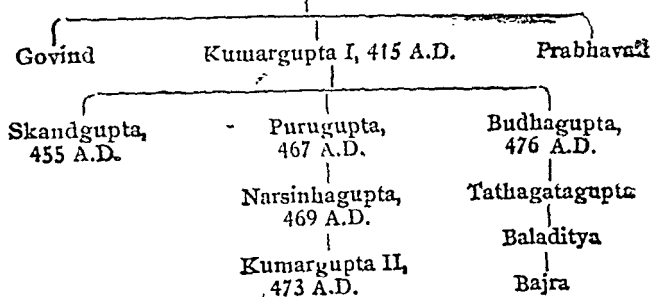 Govind Kumargupta I, 415 A.D. Prabhavati
Skandgupta, Purugupta, Budhagupta,
455 A.D. 467 A.D. 476 A.D.
Narsinhagupta, Tathagatagupta
469 A.D.
Baladitya
Kumargupta II,
473 A.D. Bajra